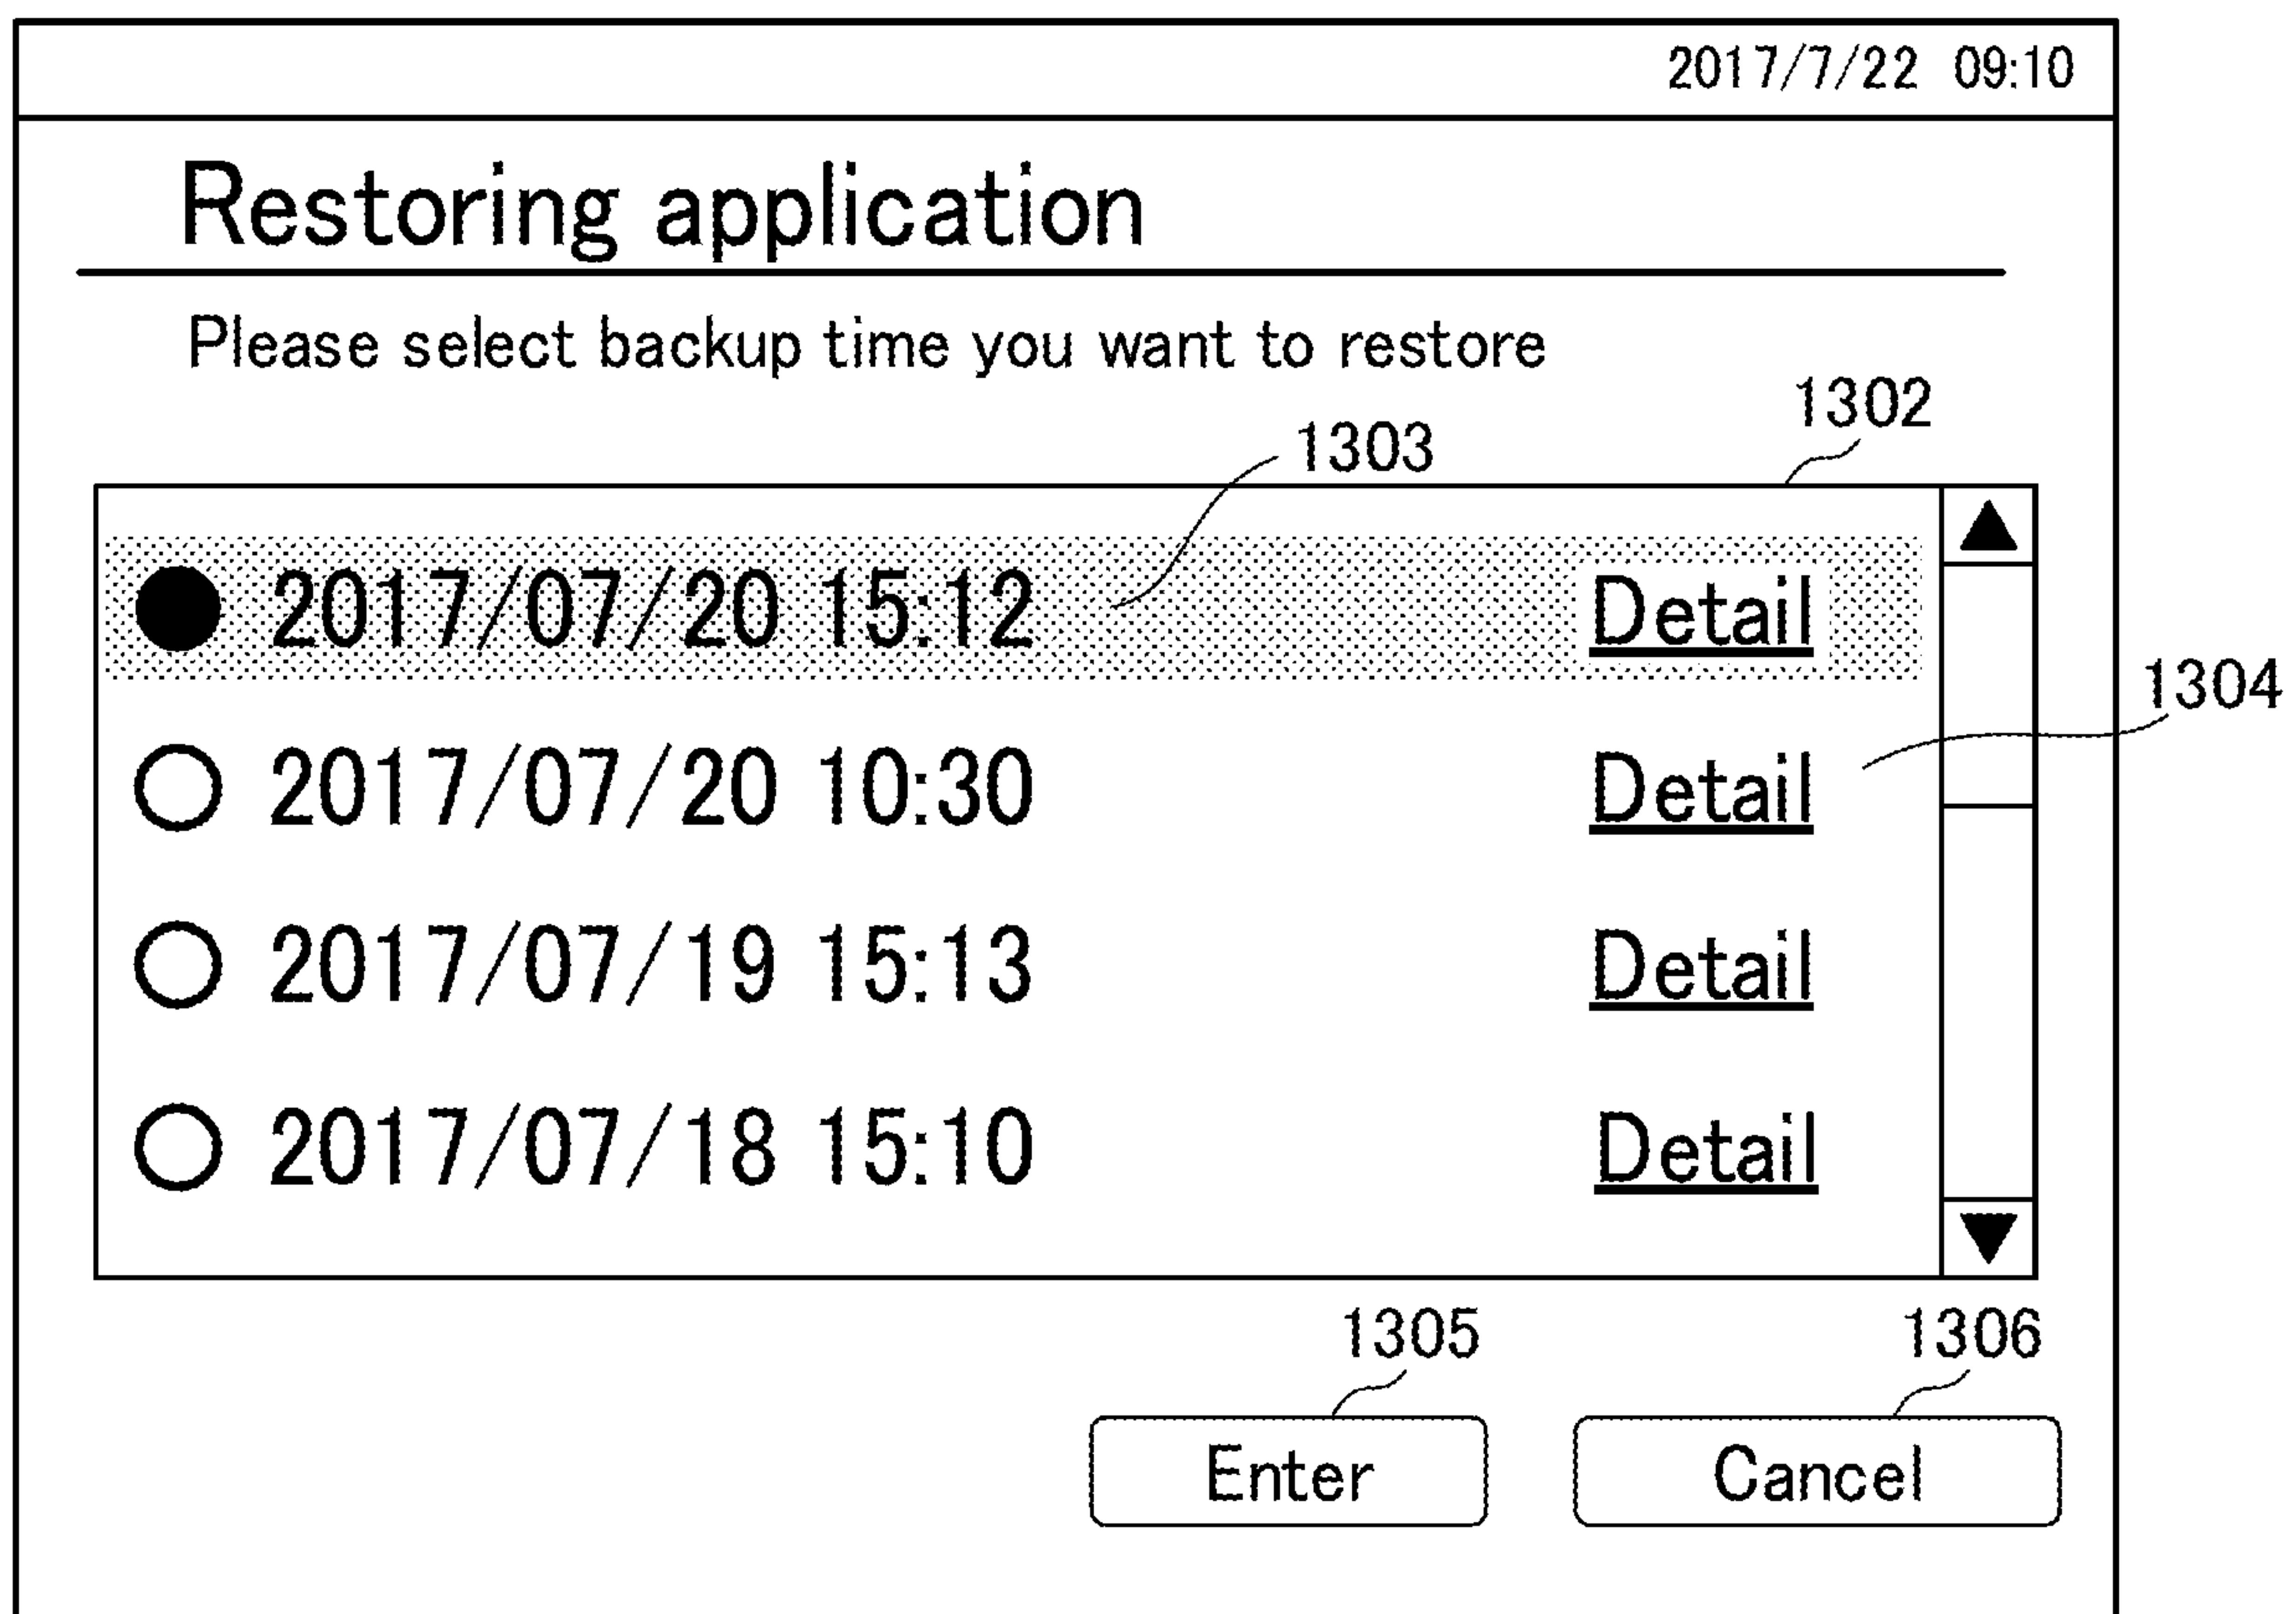 2017/7/22 09:10
Restoring application
Please select backup time you want to restore
1302
1303
2017/07/20 15:12 Detail
1304
2017/07/20 10:30 Detail
2017/07/19 15:13 Detail
2017/07/18 15:10 Detail
1305 1306
Enter Cancel